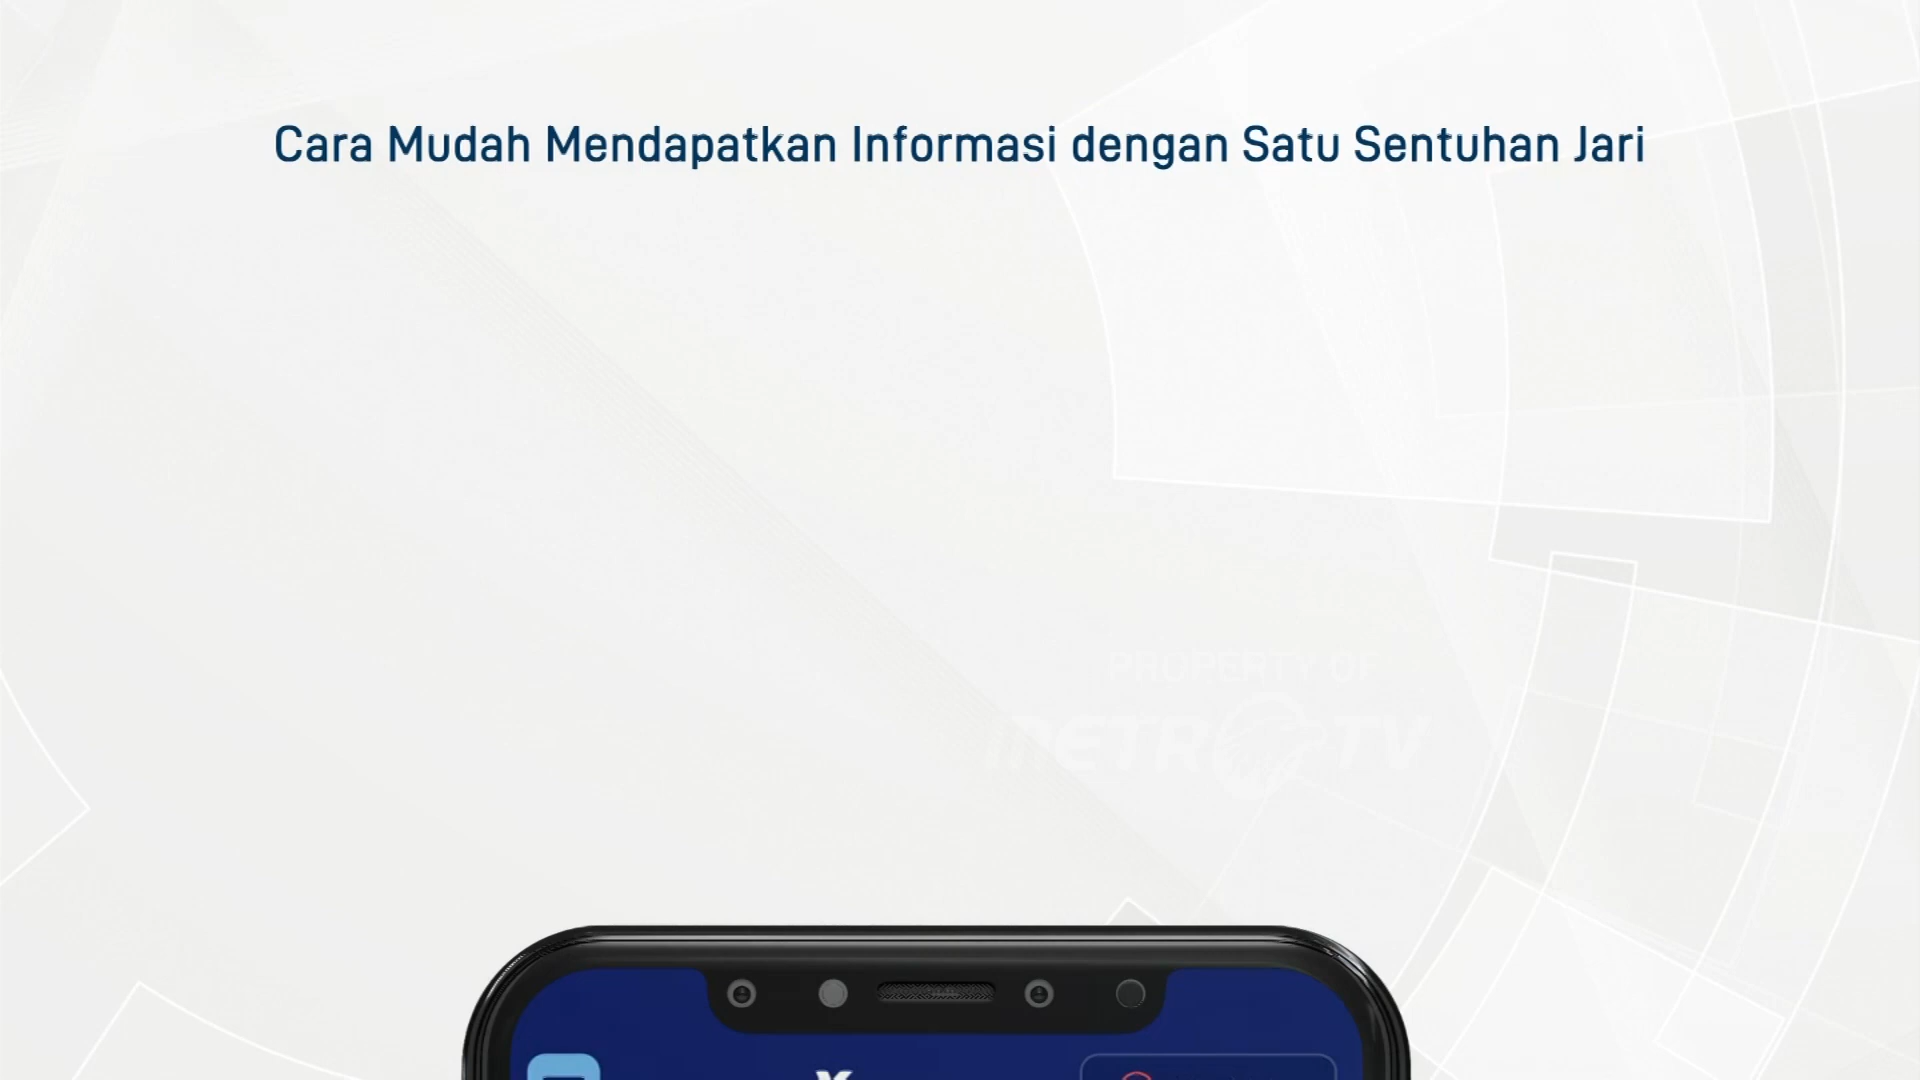 Cara Mudah Mendapatkan Informasi dengan Satu Sentuhan Jari
PROPERTY OF
METRO TV